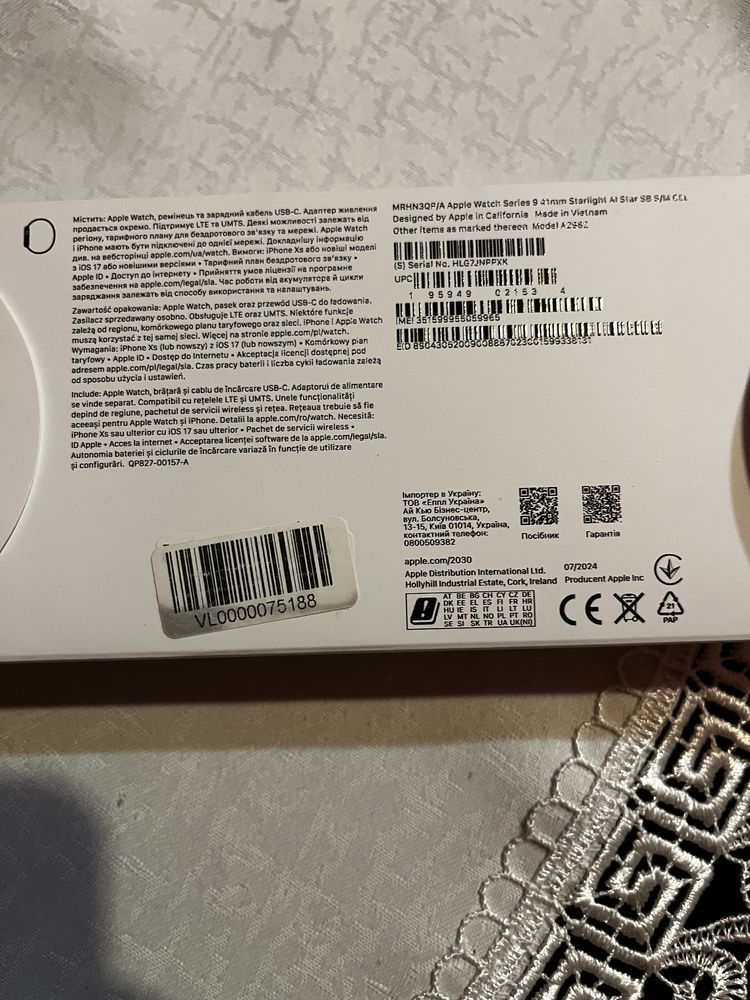 Містить: Apple Watch, ремінець та зарядний кабель USB-C. Адаптер живлення
продається окремо. Підтримує LTE та UMTS. Деякі можливості залежать від
регіону, тарифного плану для бездротового зв'язку та мережі. Apple Watch
і iPhone мають бути підключені до однієї мережі. Докладнішу інформацію
див. на вебсторінці apple.com/ua/watch. Вимоги: iPhone Xs або новіші моделі
з iOS 17 або новішими версіями • Тарифний план бездротового зв'язку •
Apple ID • Доступ до інтернету • Прийняття умов ліцензії на програмне
забезпечення на apple.com/legal/sla. Час роботи від акумулятора й цикли
заряджання залежать від способу використання та налаштувань.
Zawartość opakowania: Apple Watch, pasek oraz przewód USB-C do ładowania.
Zasilacz sprzedawany osobno. Obsługuje LTE oraz UMTS. Niektóre funkcje
zależą od regionu, komórkowego planu taryfowego oraz sieci. iPhone i Apple Watch
muszą korzystać z tej samej sieci. Więcej na stronie apple.com/pl/watch.
Wymagania: iPhone Xs (lub nowszy) z iOS 17 (lub nowszym) • Komórkowy plan
taryfowy • Apple ID • Dostęp do Internetu • Akceptacja licencji dostępnej pod
adresem apple.com/pl/legal/sla. Czas pracy baterii i liczba cykli ładowania zależą
od sposobu użycia i ustawień.
Include: Apple Watch, brățară și cablu de încărcare USB-C. Adaptorul de alimentare
se vinde separat. Compatibil cu rețelele LTE și UMTS. Unele funcționalități
depind de regiune, pachetul de servicii wireless și rețea. Rețeaua trebuie să fie
aceeași pentru Apple Watch și iPhone. Detalii la apple.com/ro/watch. Necesită:
iPhone Xs sau ulterior cu iOS 17 sau ulterior • Pachet de servicii wireless •
ID Apple • Acces la internet • Acceptarea licenței software de la apple.com/legal/sla.
Autonomia bateriei și ciclurile de încărcare variază în funcție de utilizare
și configurări. QP827-00157-A
VL0000075188
MRHN3QP/A Apple Watch Series 9 41mm Starlight Al Star SB S/M CEL
Designed by Apple in California Made in Vietnam
Other items as marked thereon Model A2982
(S) Serial No. HLG7JNPPXK
UPC
1 95949 02153 4
IMEI 351599955059965
EID 89043052009008887023001599338131
Імпортер в Україну:
ТОВ «Еппл Україна»
Ай Кью Бізнес-центр,
вул. Болсуновська,
13-15, Київ 01014, Україна,
контактний телефон:
0800509382
Посібник
Гарантія
apple.com/2030
Apple Distribution International Ltd.
Hollyhill Industrial Estate, Cork, Ireland
07/2024
Producent Apple Inc
AT BE BG CH CY CZ DE
DK EE EL ES FI FR HR
HU IE IS IT LI LT LU
LV MT NL NO PL PT RO
SE SI SK TR UA UK(NI)
CE
21
PAP